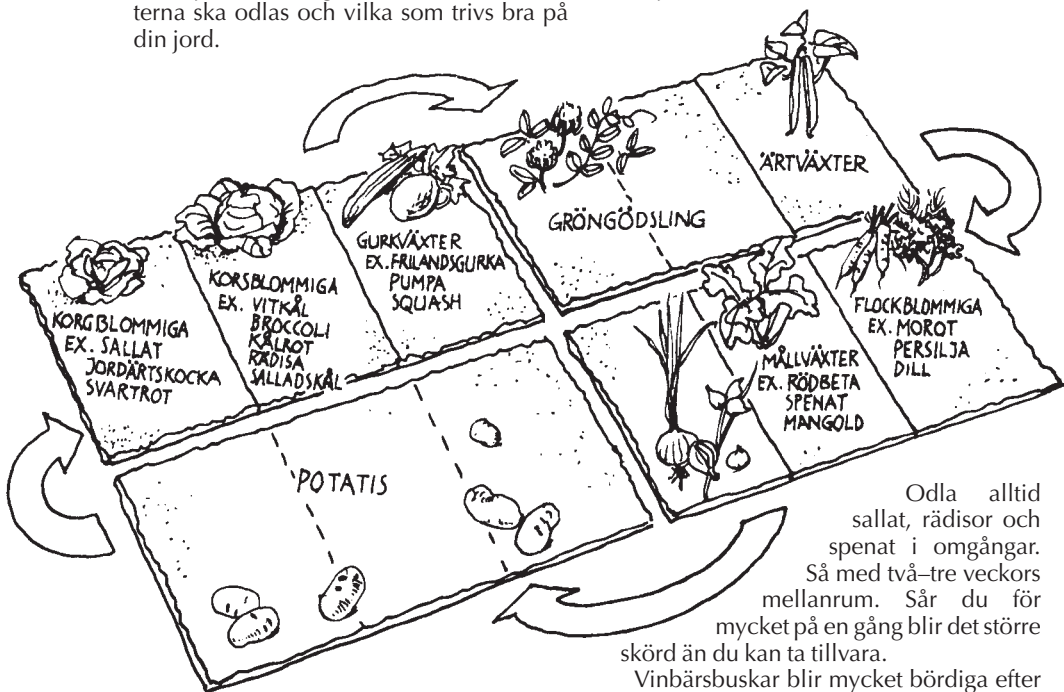 terna ska odlas och vilka som trivs bra på
din jord.
GRÖNGÖDSLING
ÄRTVÄXTER
KORGBLOMMIGA
EX. SALLAT
JORDÄRTSKOCKA
SVARTROT
KORSBLOMMIGA
EX. VITKÅL
BROCCOLI
KÅLROT
RÄDISA
SALLADSKÅL
GURKVÄXTER
EX. FRILANDSGURKA
PUMPA
SQUASH
MÅLLVÄXTER
EX. RÖDBETA
SPENAT
MANGOLD
FLOCKBLOMMIGA
EX. MOROT
PERSILJA
DILL
POTATIS
Odla alltid
sallat, rädisor och
spenat i omgångar.
Så med två–tre veckors
mellanrum. Sår du för
mycket på en gång blir det större
skörd än du kan ta tillvara.
Vinbärsbuskar blir mycket bördiga efter